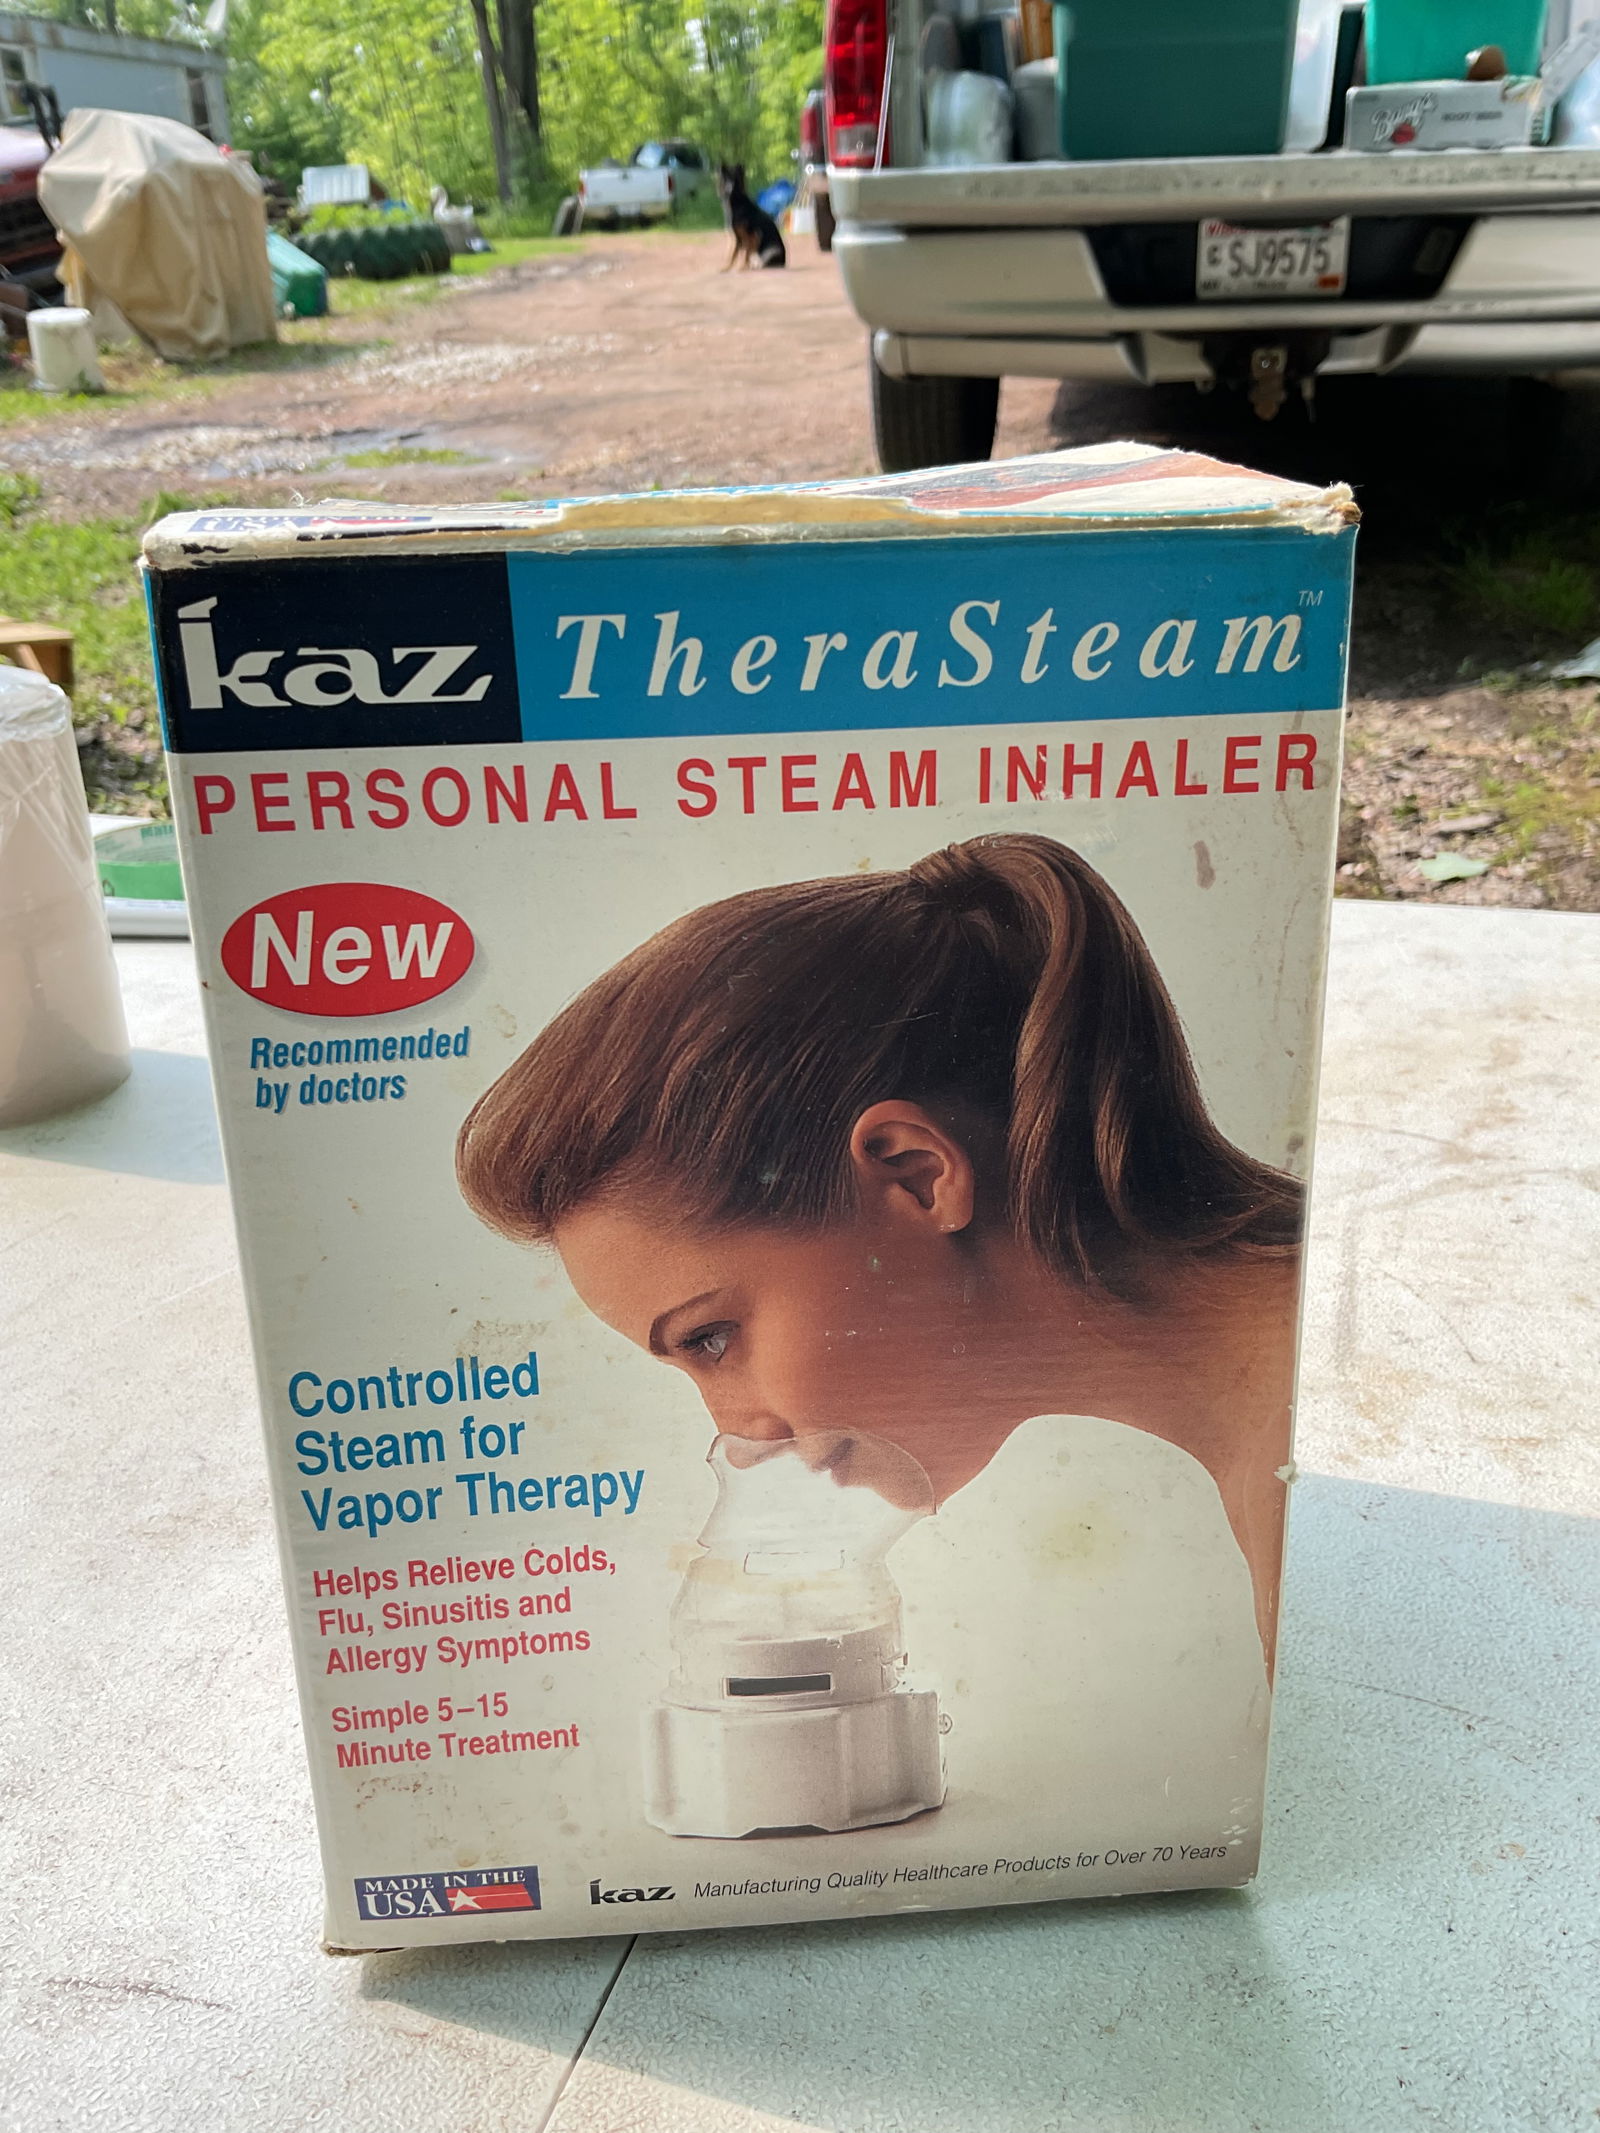 Barq's
SJ9575
USA
kaz TheraSteam™
PERSONAL STEAM INHALER
New
Recommended
by doctors
Controlled
Steam for
Vapor Therapy
Helps Relieve Colds,
Flu, Sinusitis and
Allergy Symptoms
Simple 5–15
Minute Treatment
MADE IN THE
USA
kaz Manufacturing Quality Healthcare Products for Over 70 Years